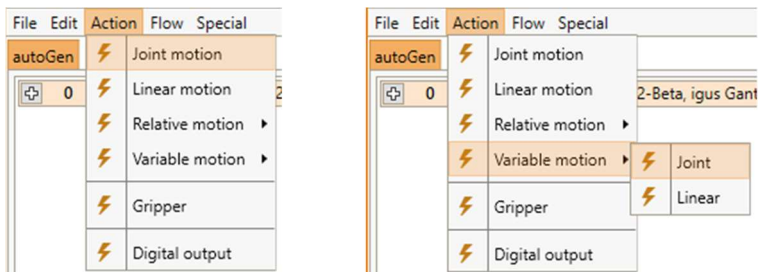 File Edit Action Flow Special
autoGen
Joint motion
0
Linear motion
2
Relative motion
Variable motion
Gripper
Digital output
File Edit Action Flow Special
autoGen
Joint motion
0
Linear motion
2-Beta, igus Gant
Relative motion
Variable motion
Joint
Linear
Gripper
Digital output